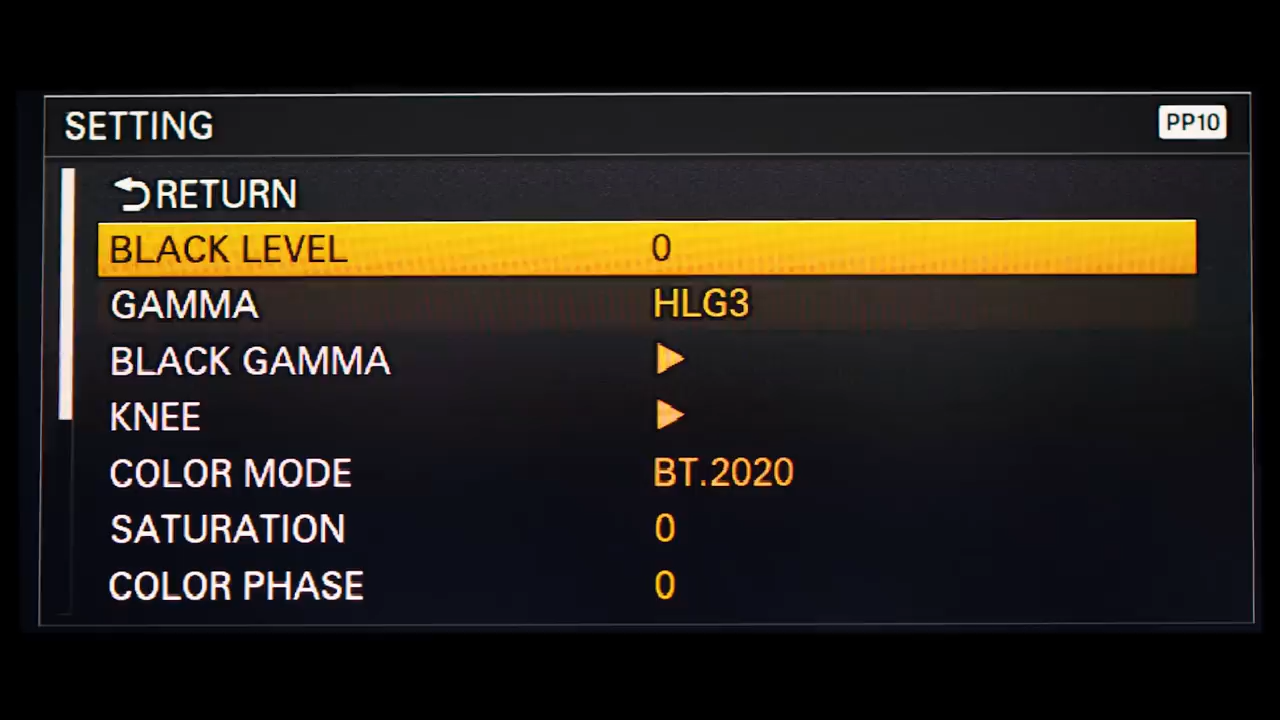 SETTING PP10
RETURN
BLACK LEVEL 0
GAMMA HLG3
BLACK GAMMA
KNEE
COLOR MODE BT.2020
SATURATION 0
COLOR PHASE 0